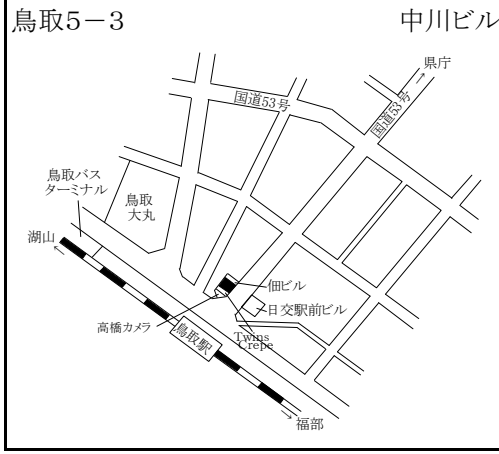 鳥取5－3
中川ビル
県庁
国道53号
国道53号
鳥取バス
ターミナル
鳥取
大丸
湖山
佃ビル
日交駅前ビル
高橋カメラ
Twins
Crepe
鳥取駅
福部